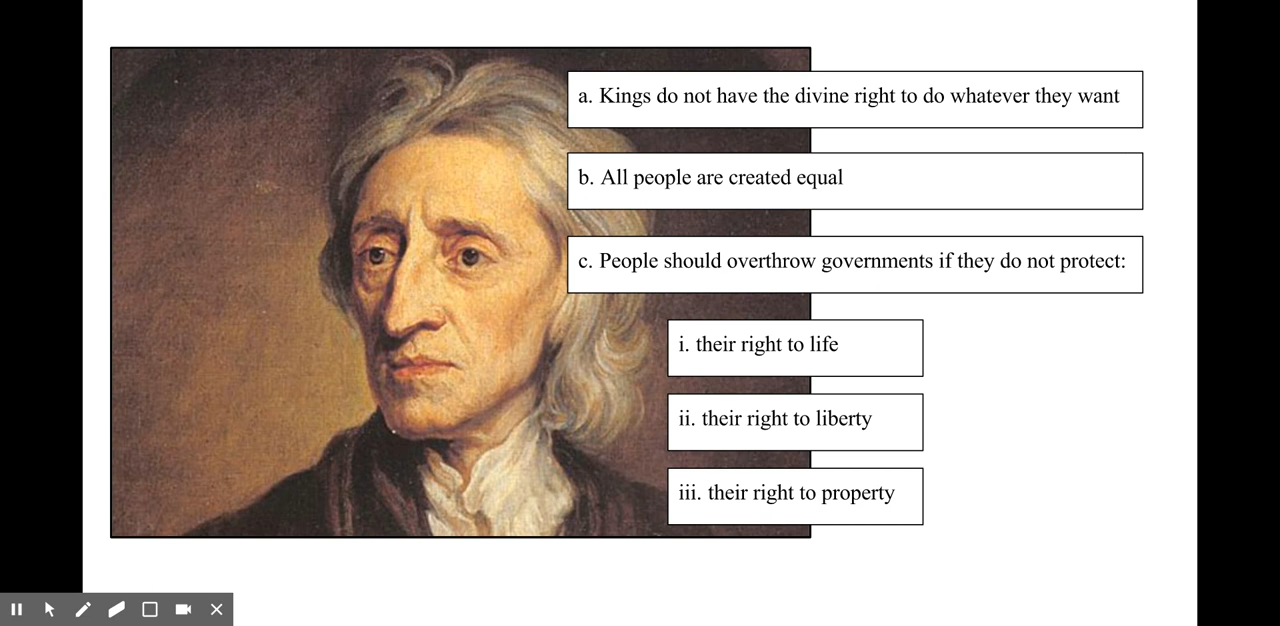 a. Kings do not have the divine right to do whatever they want
b. All people are created equal
c. People should overthrow governments if they do not protect:
i. their right to life
ii. their right to liberty
iii. their right to property